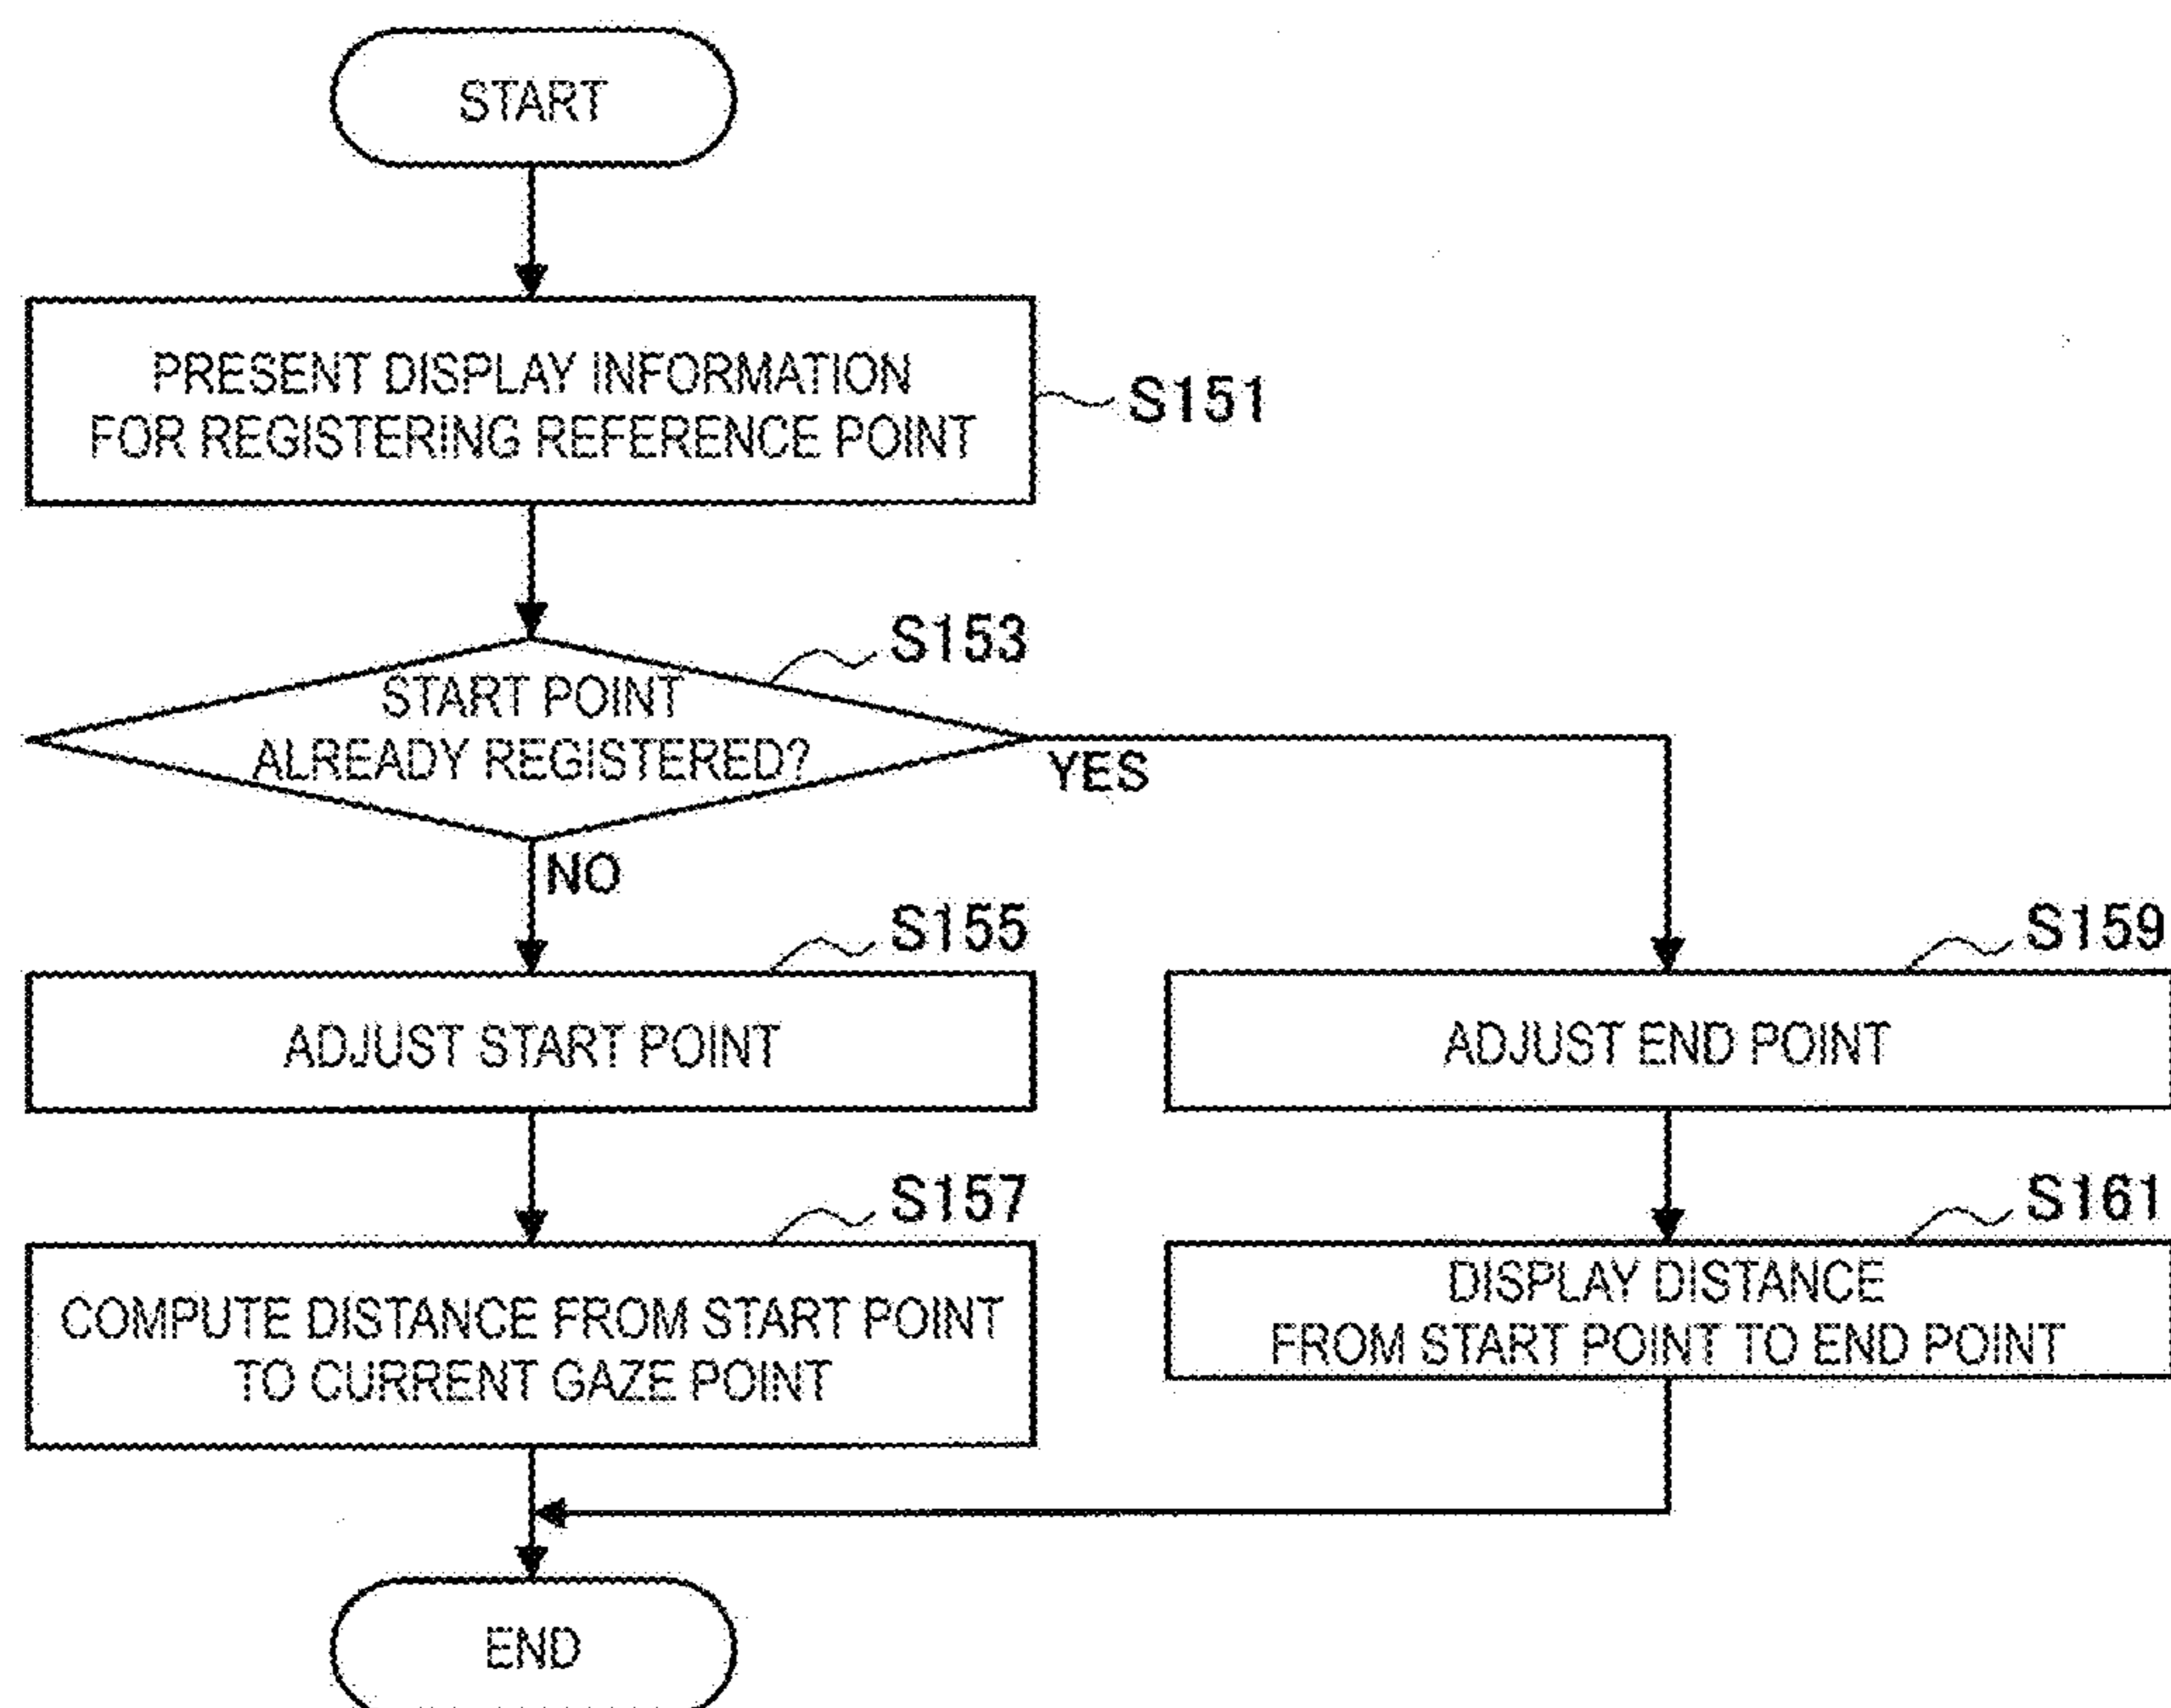 START
PRESENT DISPLAY INFORMATION
FOR REGISTERING REFERENCE POINT
S151
S153
START POINT
ALREADY REGISTERED?
YES
NO
S155
ADJUST START POINT
S159
ADJUST END POINT
S157
COMPUTE DISTANCE FROM START POINT
TO CURRENT GAZE POINT
S161
DISPLAY DISTANCE
FROM START POINT TO END POINT
END